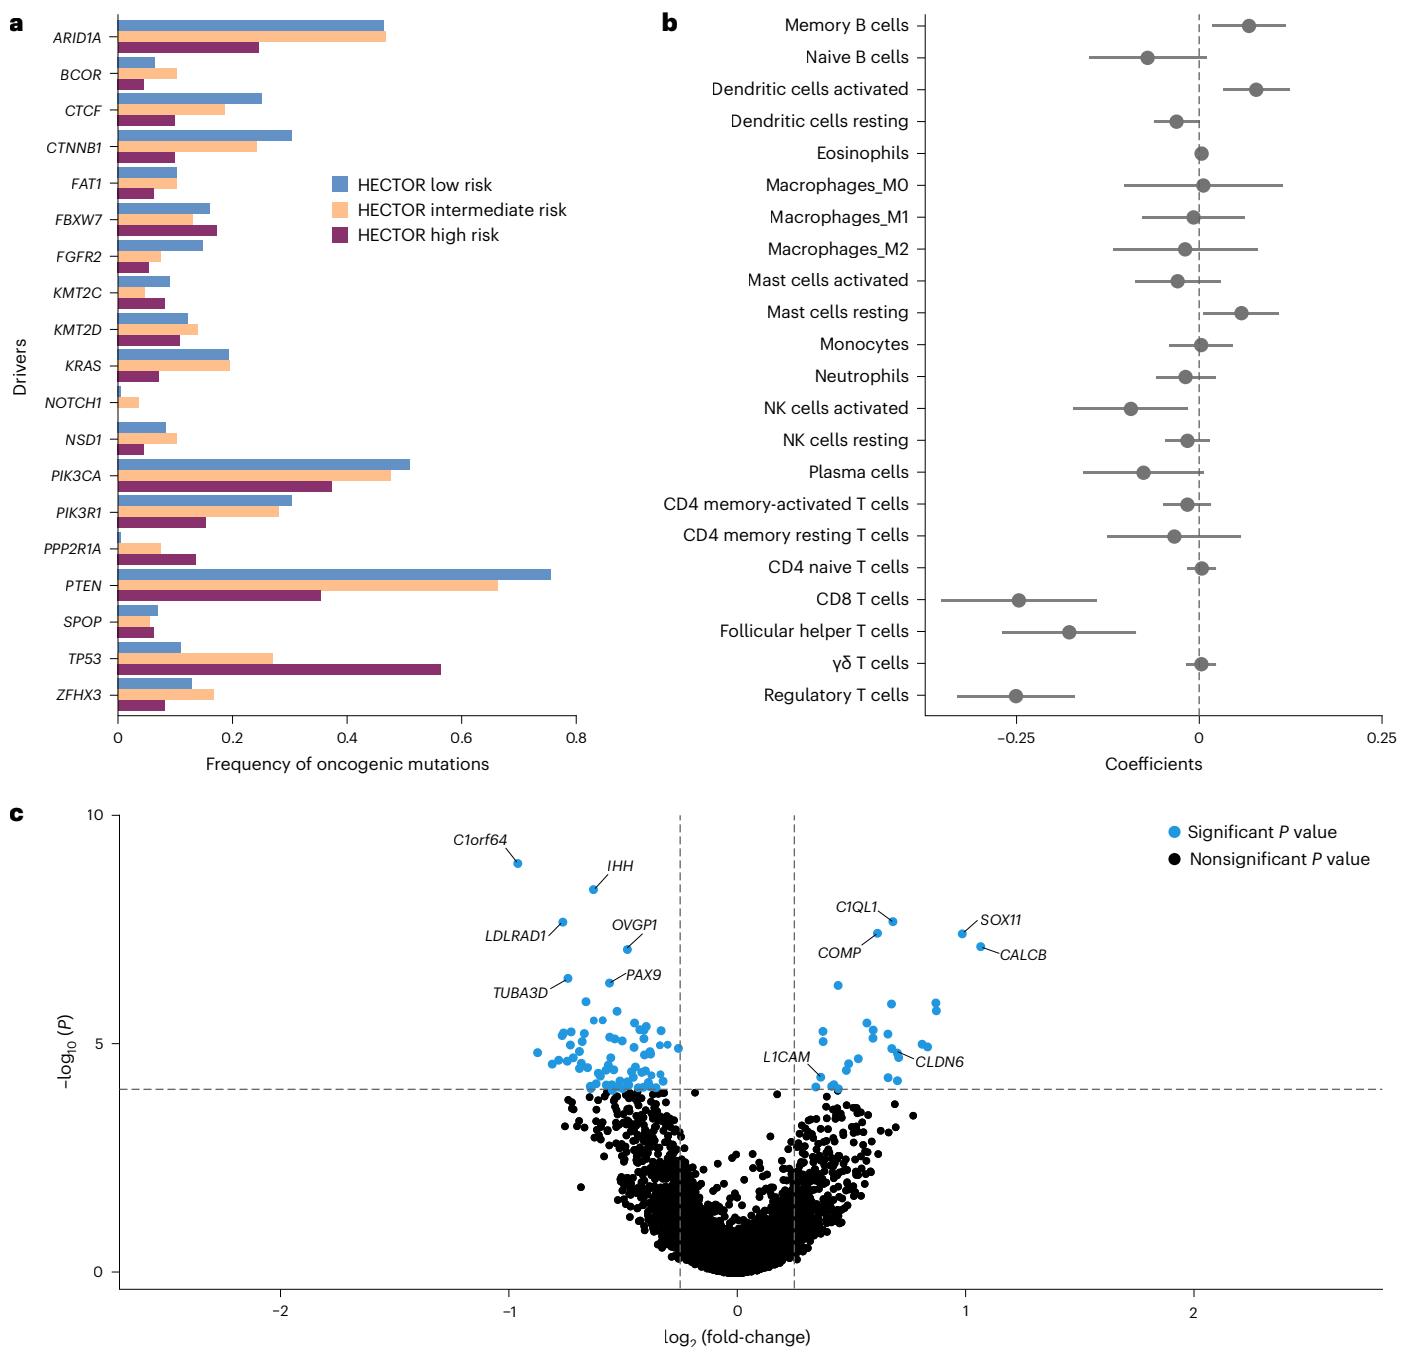 a
ARID1A
BCOR
CTCF
CTNNB1
FAT1
FBXW7
FGFR2
KMT2C
KMT2D
KRAS
NOTCH1
NSD1
PIK3CA
PIK3R1
PPP2R1A
PTEN
SPOP
TP53
ZFHX3
Drivers
HECTOR low risk
HECTOR intermediate risk
HECTOR high risk
0
0.2
0.4
0.6
0.8
Frequency of oncogenic mutations
b
Memory B cells
Naive B cells
Dendritic cells activated
Dendritic cells resting
Eosinophils
Macrophages_M0
Macrophages_M1
Macrophages_M2
Mast cells activated
Mast cells resting
Monocytes
Neutrophils
NK cells activated
NK cells resting
Plasma cells
CD4 memory-activated T cells
CD4 memory resting T cells
CD4 naive T cells
CD8 T cells
Follicular helper T cells
γδ T cells
Regulatory T cells
−0.25
0
0.25
Coefficients
c
10
5
0
−log10 (P)
C1orf64
IHH
LDLRAD1
OVGP1
TUBA3D
PAX9
C1QL1
COMP
SOX11
CALCB
L1CAM
CLDN6
Significant P value
Nonsignificant P value
−2
−1
0
1
2
log2 (fold-change)